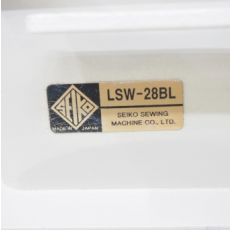 SEIKO
MADE IN JAPAN
LSW-28BL
SEIKO SEWING
MACHINE CO., LTD.